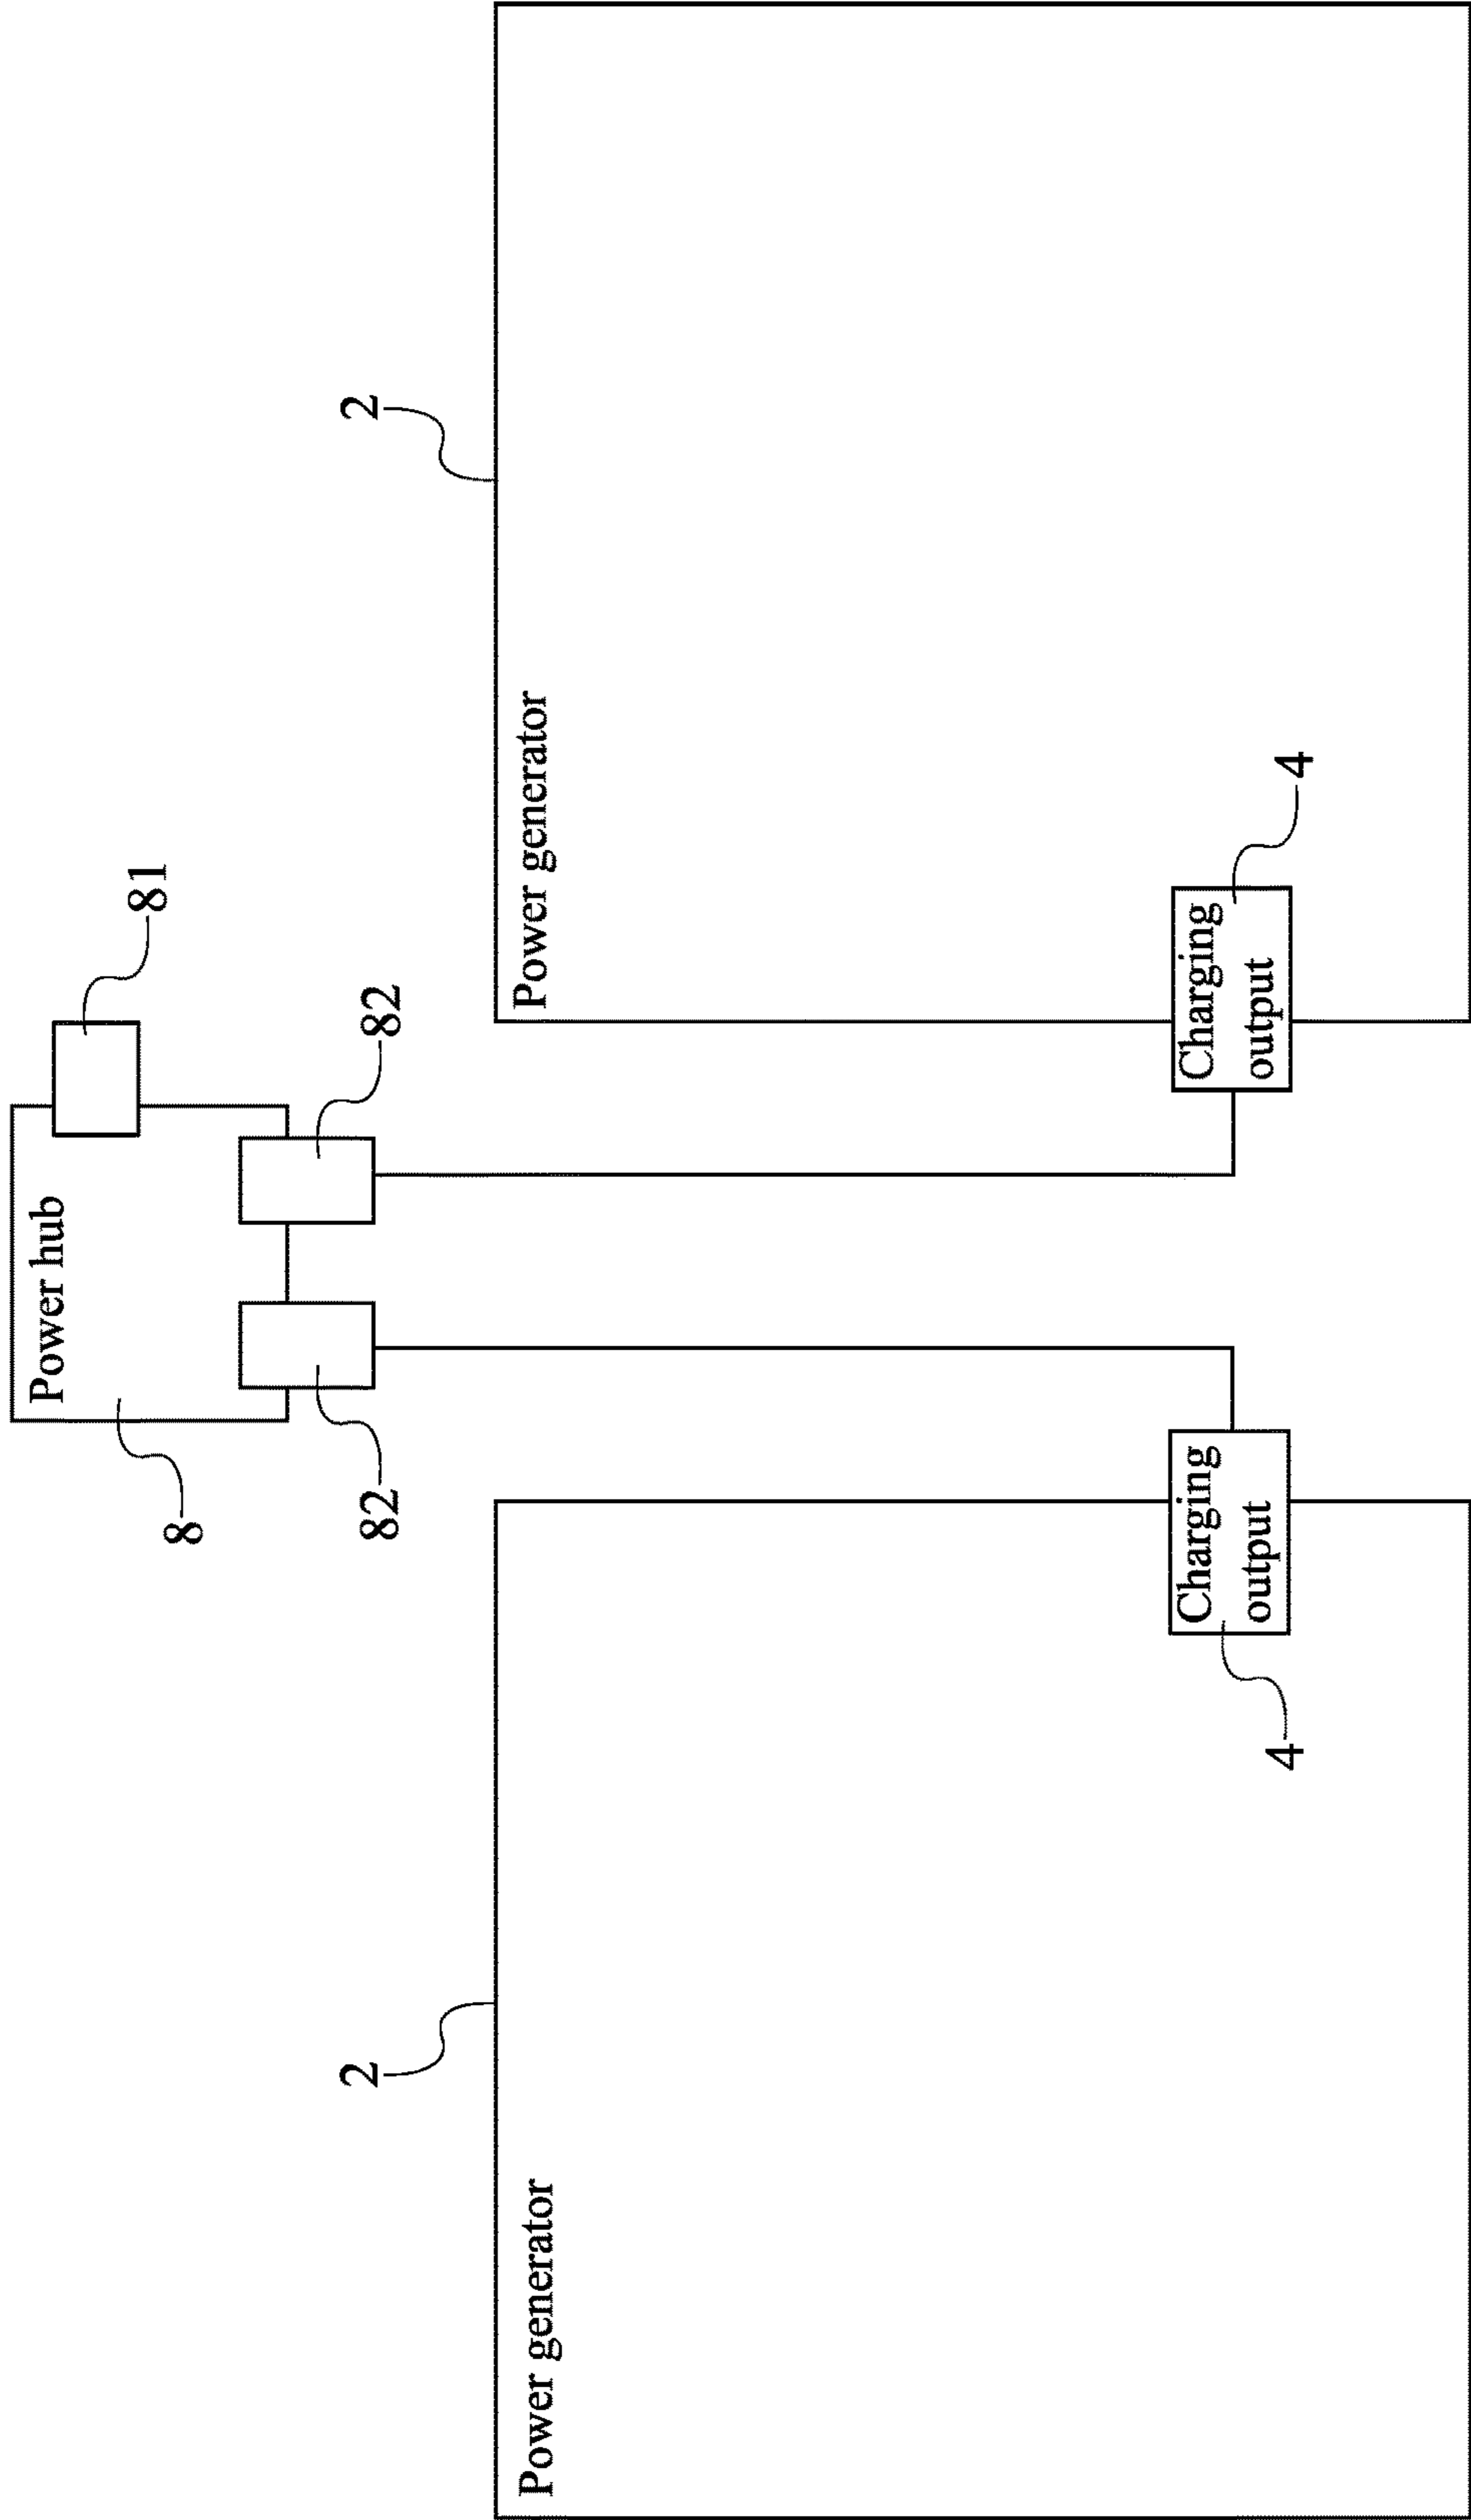 Power hub
81
8
2
82
82
2
Power generator
Power generator
Charging
output
Charging
output
4
4